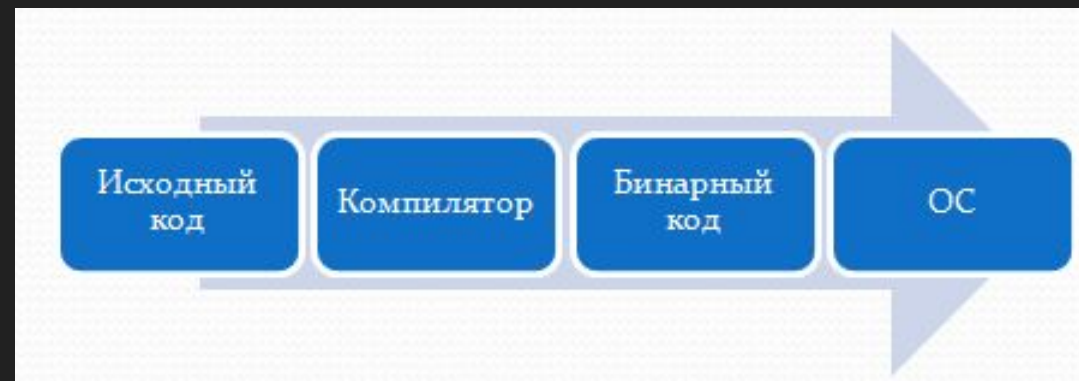 Исходный
код
Компилятор
Бинарный
код
ОС